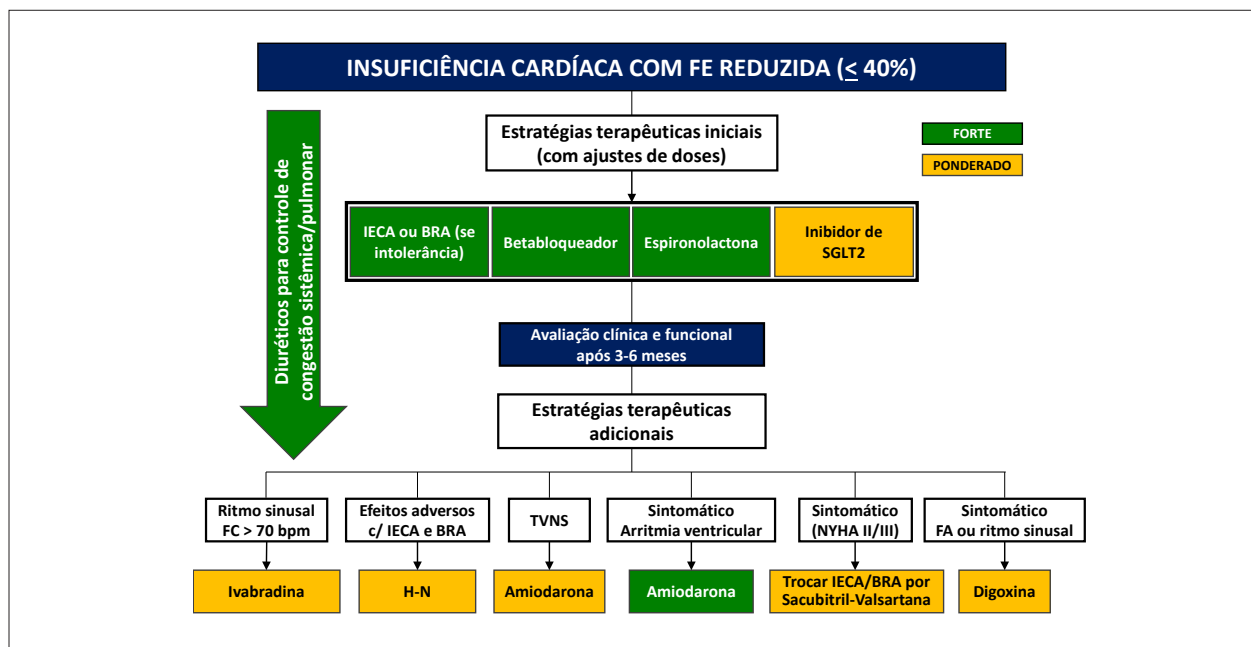 INSUFICIÊNCIA CARDÍACA COM FE REDUZIDA (≤ 40%)
Diuréticos para controle de
congestão sistêmica/pulmonar
Estratégias terapêuticas iniciais
(com ajustes de doses)
FORTE
PONDERADO
IECA ou BRA (se
intolerância)
Betabloqueador
Espironolactona
Inibidor de
SGLT2
Avaliação clínica e funcional
após 3-6 meses
Estratégias terapêuticas
adicionais
Ritmo sinusal
FC > 70 bpm
Efeitos adversos
c/ IECA e BRA
TVNS
Sintomático
Arritmia ventricular
Sintomático
(NYHA II/III)
Sintomático
FA ou ritmo sinusal
Ivabradina
H-N
Amiodarona
Amiodarona
Trocar IECA/BRA por
Sacubitril-Valsartana
Digoxina